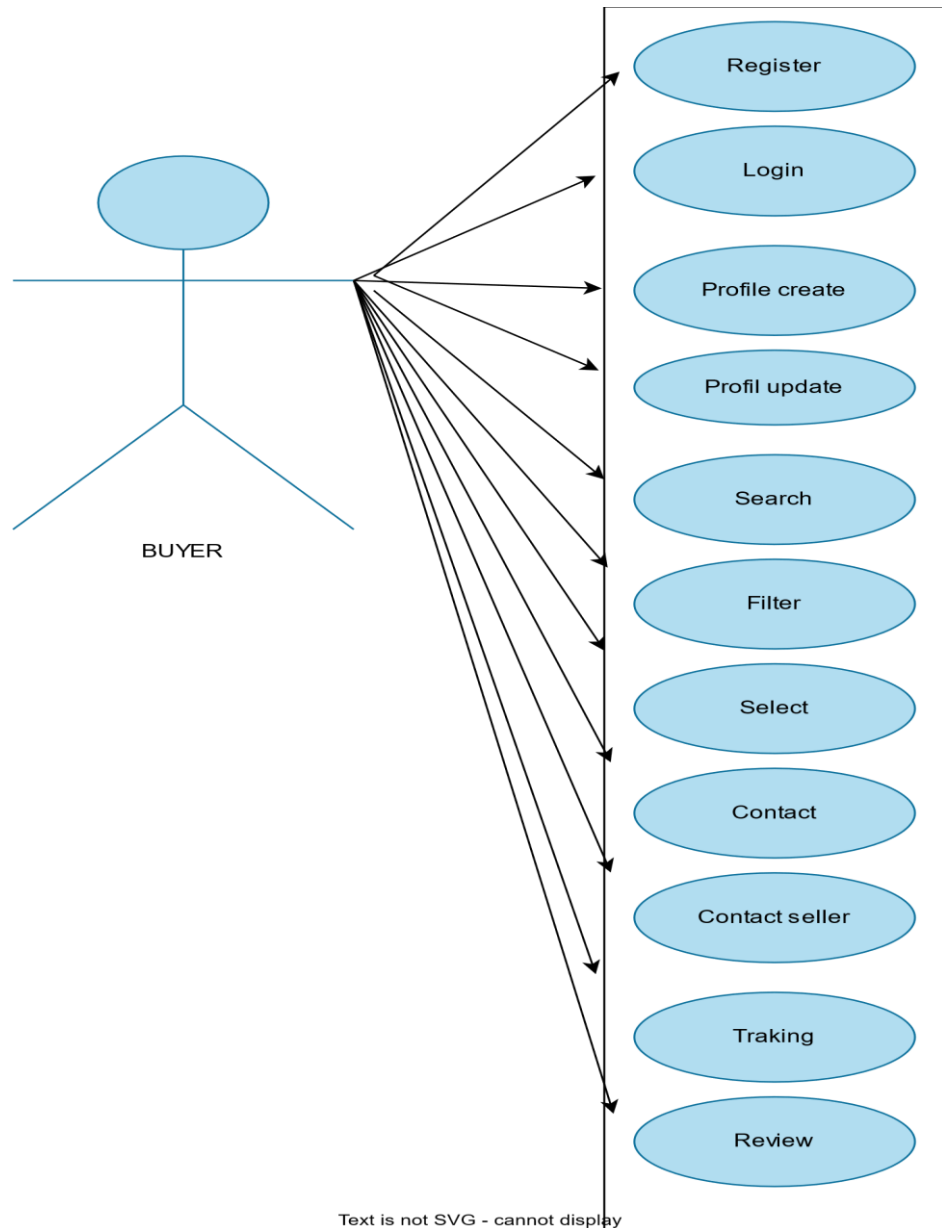 Register
Login
Profile create
Profil update
Search
BUYER
Filter
Select
Contact
Contact seller
Traking
Review
Text is not SVG - cannot display